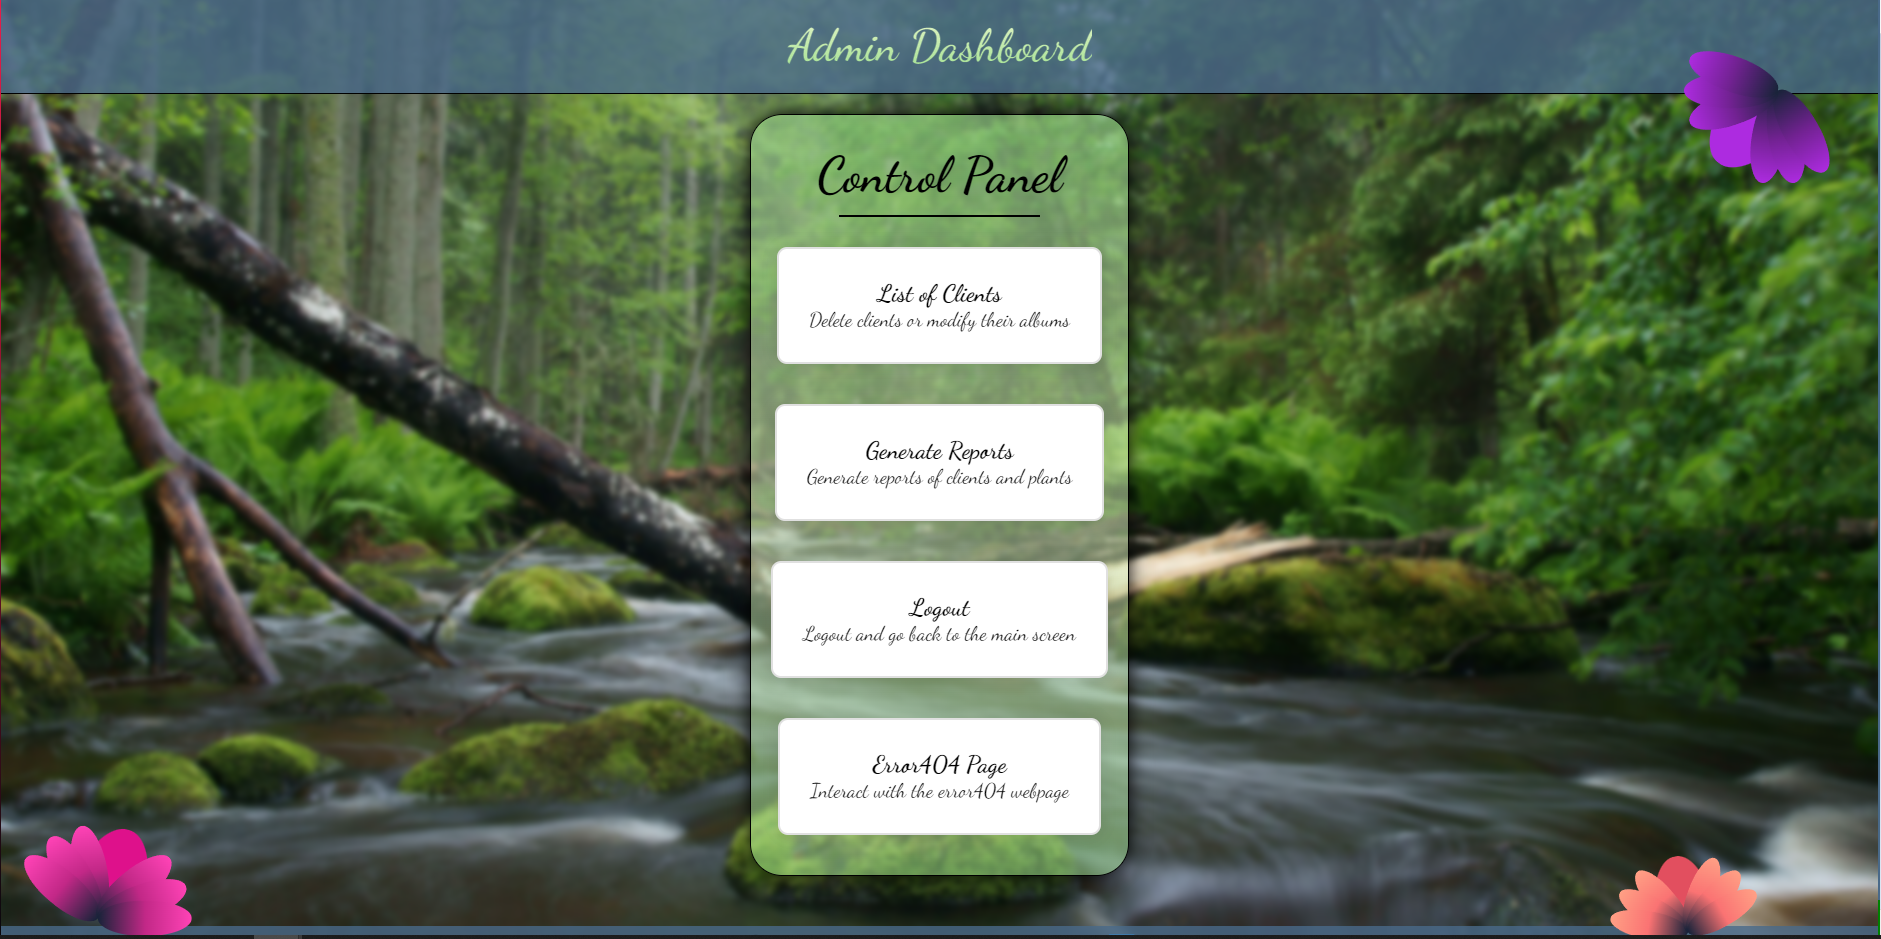 Admin Dashboard
Control Panel
List of Clients
Delete clients or modify their albums
Generate Reports
Generate reports of clients and plants
Logout
Logout and go back to the main screen
Error404 Page
Interact with the error404 webpage